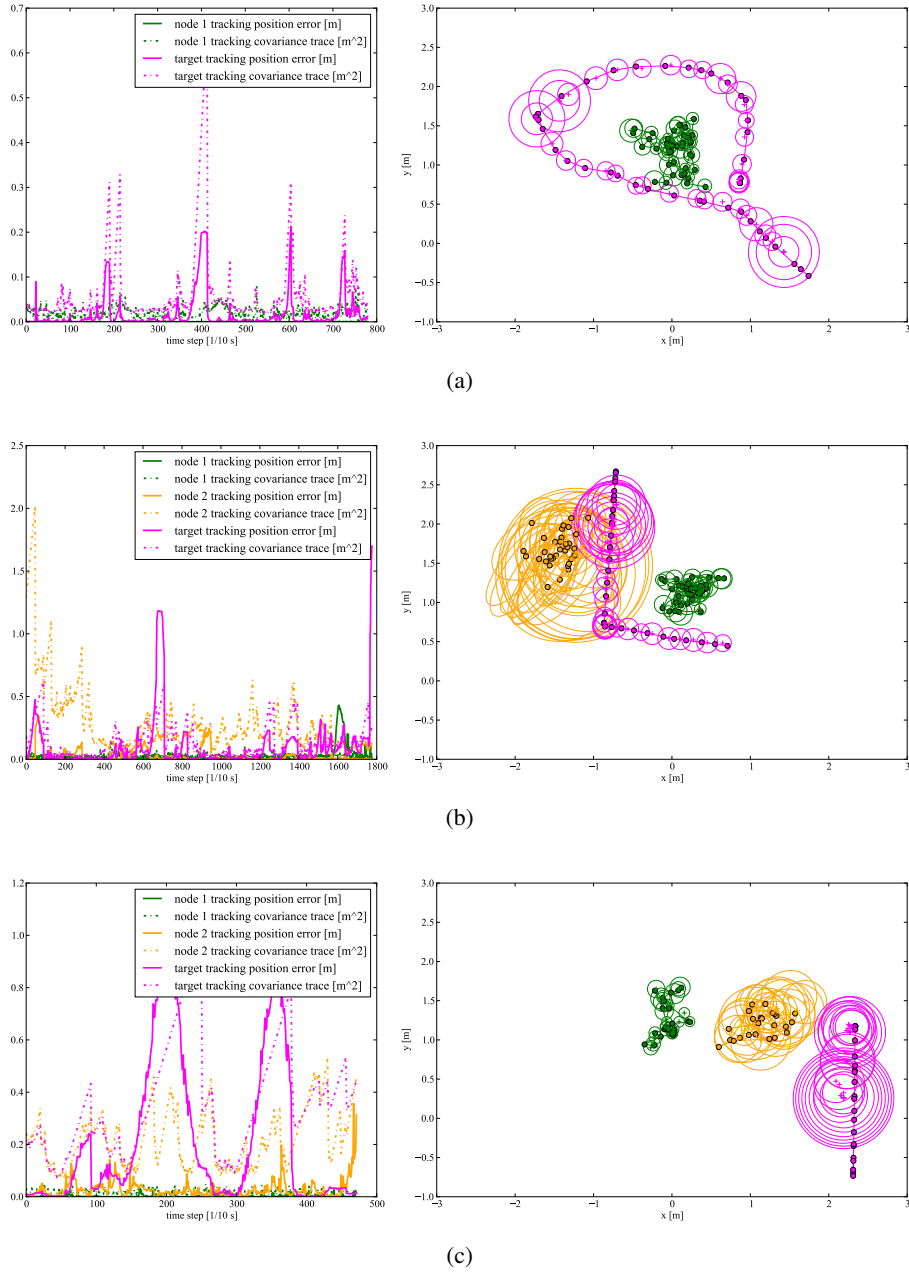 0.7
0.6
0.5
0.4
0.3
0.2
0.1
0.0
0 100 200 300 400 500 600 700 800
time step [1/10 s]
node 1 tracking position error [m]
node 1 tracking covariance trace [m^2]
target tracking position error [m]
target tracking covariance trace [m^2]
3.0
2.5
2.0
1.5
1.0
0.5
0.0
−0.5
−1.0
y [m]
−3 −2 −1 0 1 2 3
x [m]
(a)
2.5
2.0
1.5
1.0
0.5
0.0
0 200 400 600 800 1000 1200 1400 1600 1800
time step [1/10 s]
node 1 tracking position error [m]
node 1 tracking covariance trace [m^2]
node 2 tracking position error [m]
node 2 tracking covariance trace [m^2]
target tracking position error [m]
target tracking covariance trace [m^2]
3.0
2.5
2.0
1.5
1.0
0.5
0.0
−0.5
−1.0
y [m]
−3 −2 −1 0 1 2 3
x [m]
(b)
1.2
1.0
0.8
0.6
0.4
0.2
0.0
0 100 200 300 400 500
time step [1/10 s]
node 1 tracking position error [m]
node 1 tracking covariance trace [m^2]
node 2 tracking position error [m]
node 2 tracking covariance trace [m^2]
target tracking position error [m]
target tracking covariance trace [m^2]
3.0
2.5
2.0
1.5
1.0
0.5
0.0
−0.5
−1.0
y [m]
−3 −2 −1 0 1 2 3
x [m]
(c)